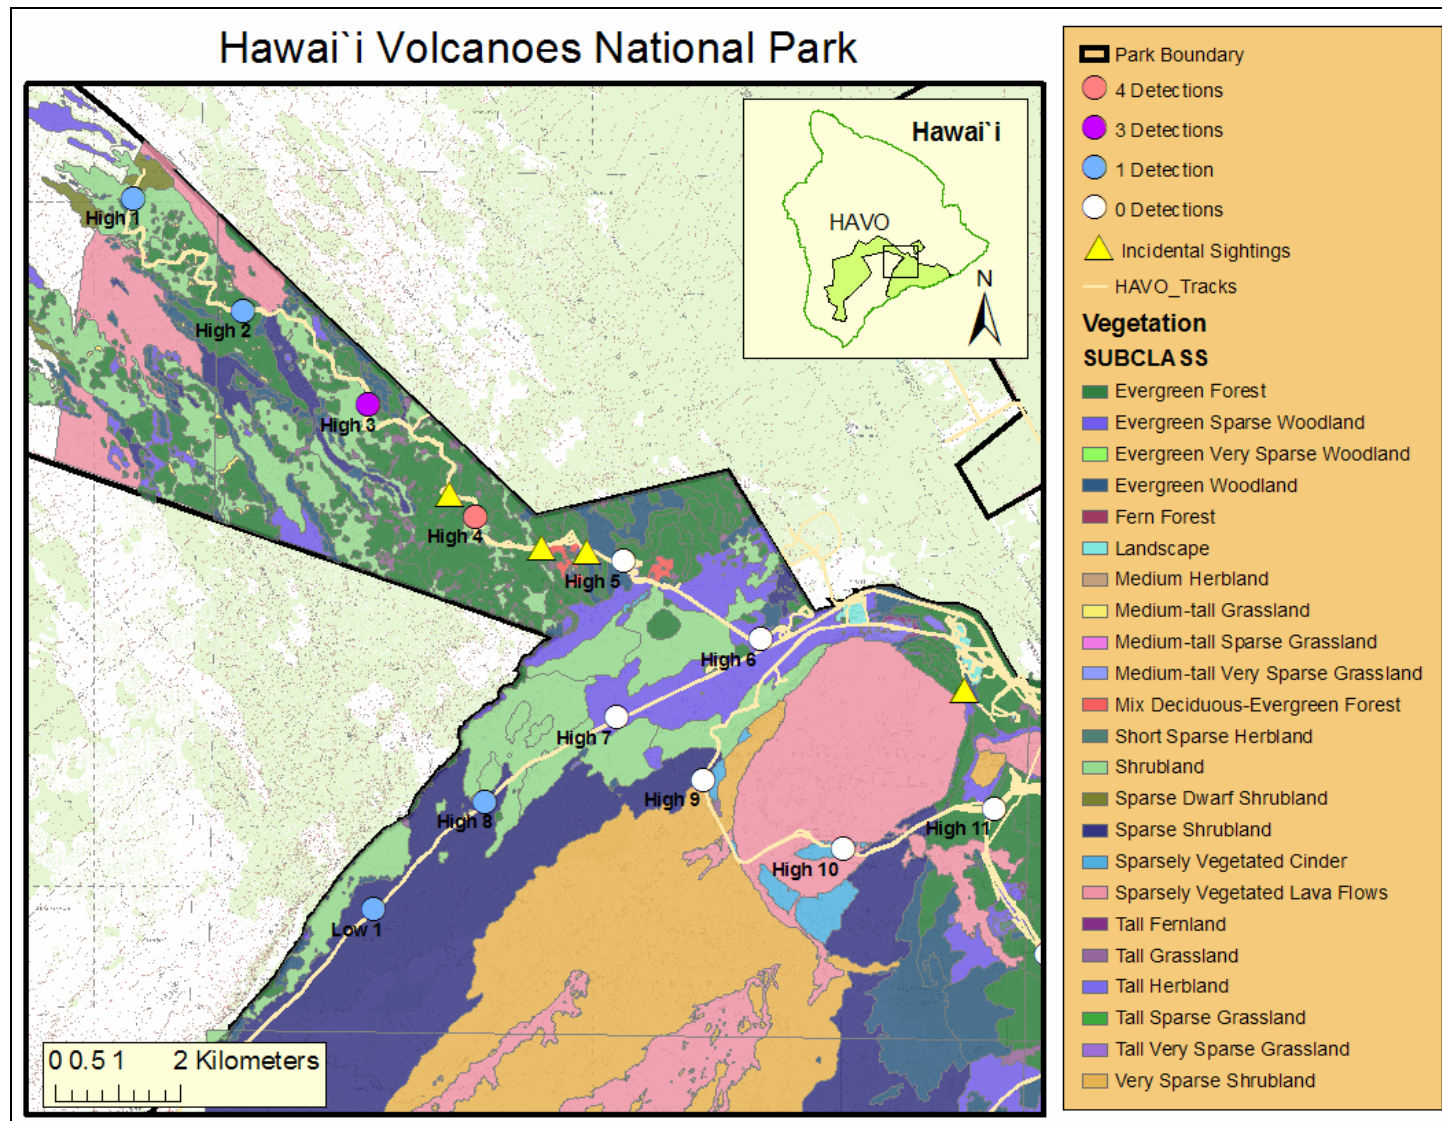 Hawai`i Volcanoes National Park
Hawai`i
HAVO
N
High 1
High 2
High 3
High 4
High 5
High 6
High 7
High 8
High 9
High 10
High 11
Low 1
0 0.5 1 2 Kilometers
Park Boundary
4 Detections
3 Detections
1 Detection
0 Detections
Incidental Sightings
HAVO_Tracks
Vegetation
SUBCLASS
Evergreen Forest
Evergreen Sparse Woodland
Evergreen Very Sparse Woodland
Evergreen Woodland
Fern Forest
Landscape
Medium Herbland
Medium-tall Grassland
Medium-tall Sparse Grassland
Medium-tall Very Sparse Grassland
Mix Deciduous-Evergreen Forest
Short Sparse Herbland
Shrubland
Sparse Dwarf Shrubland
Sparse Shrubland
Sparsely Vegetated Cinder
Sparsely Vegetated Lava Flows
Tall Fernland
Tall Grassland
Tall Herbland
Tall Sparse Grassland
Tall Very Sparse Grassland
Very Sparse Shrubland